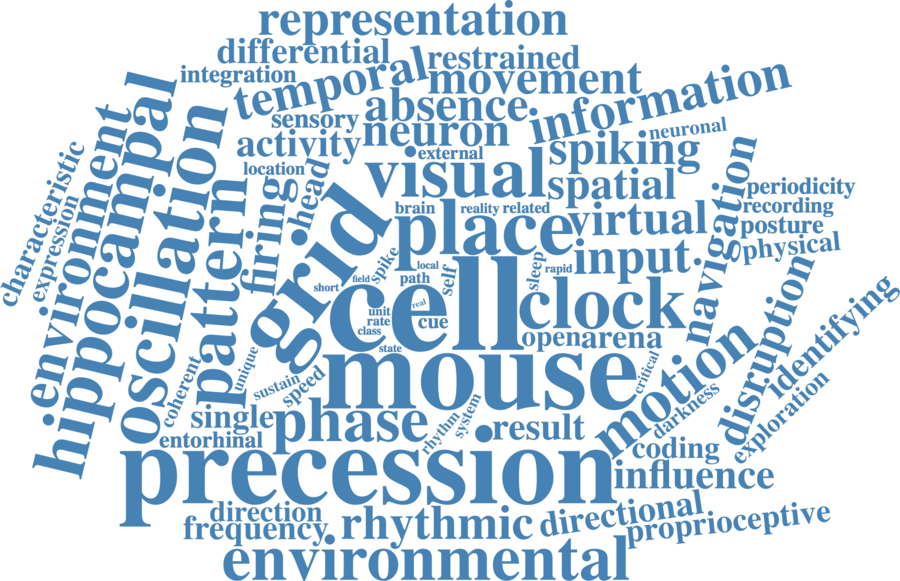 representation
differential
restrained
integration
temporal
movement
information
absence
sensory
neuron
activity
external
spiking
neuronal
location
visual
spatial
characteristic
expression
environment
hippocampal
oscillation
pattern
firing
head
grid
brain
reality
related
place
virtual
navigation
periodicity
recording
posture
physical
input
spike
local
path
self
sleep
rapid
short
field
cell
unit
real
rate
cue
class
state
clock
open
arena
disruption
identifying
mouse
critical
motion
darkness
exploration
unique
coherent
sustain
speed
single
phase
entorhinal
rhythm
system
result
coding
precession
influence
direction
frequency
rhythmic
directional
proprioceptive
environmental